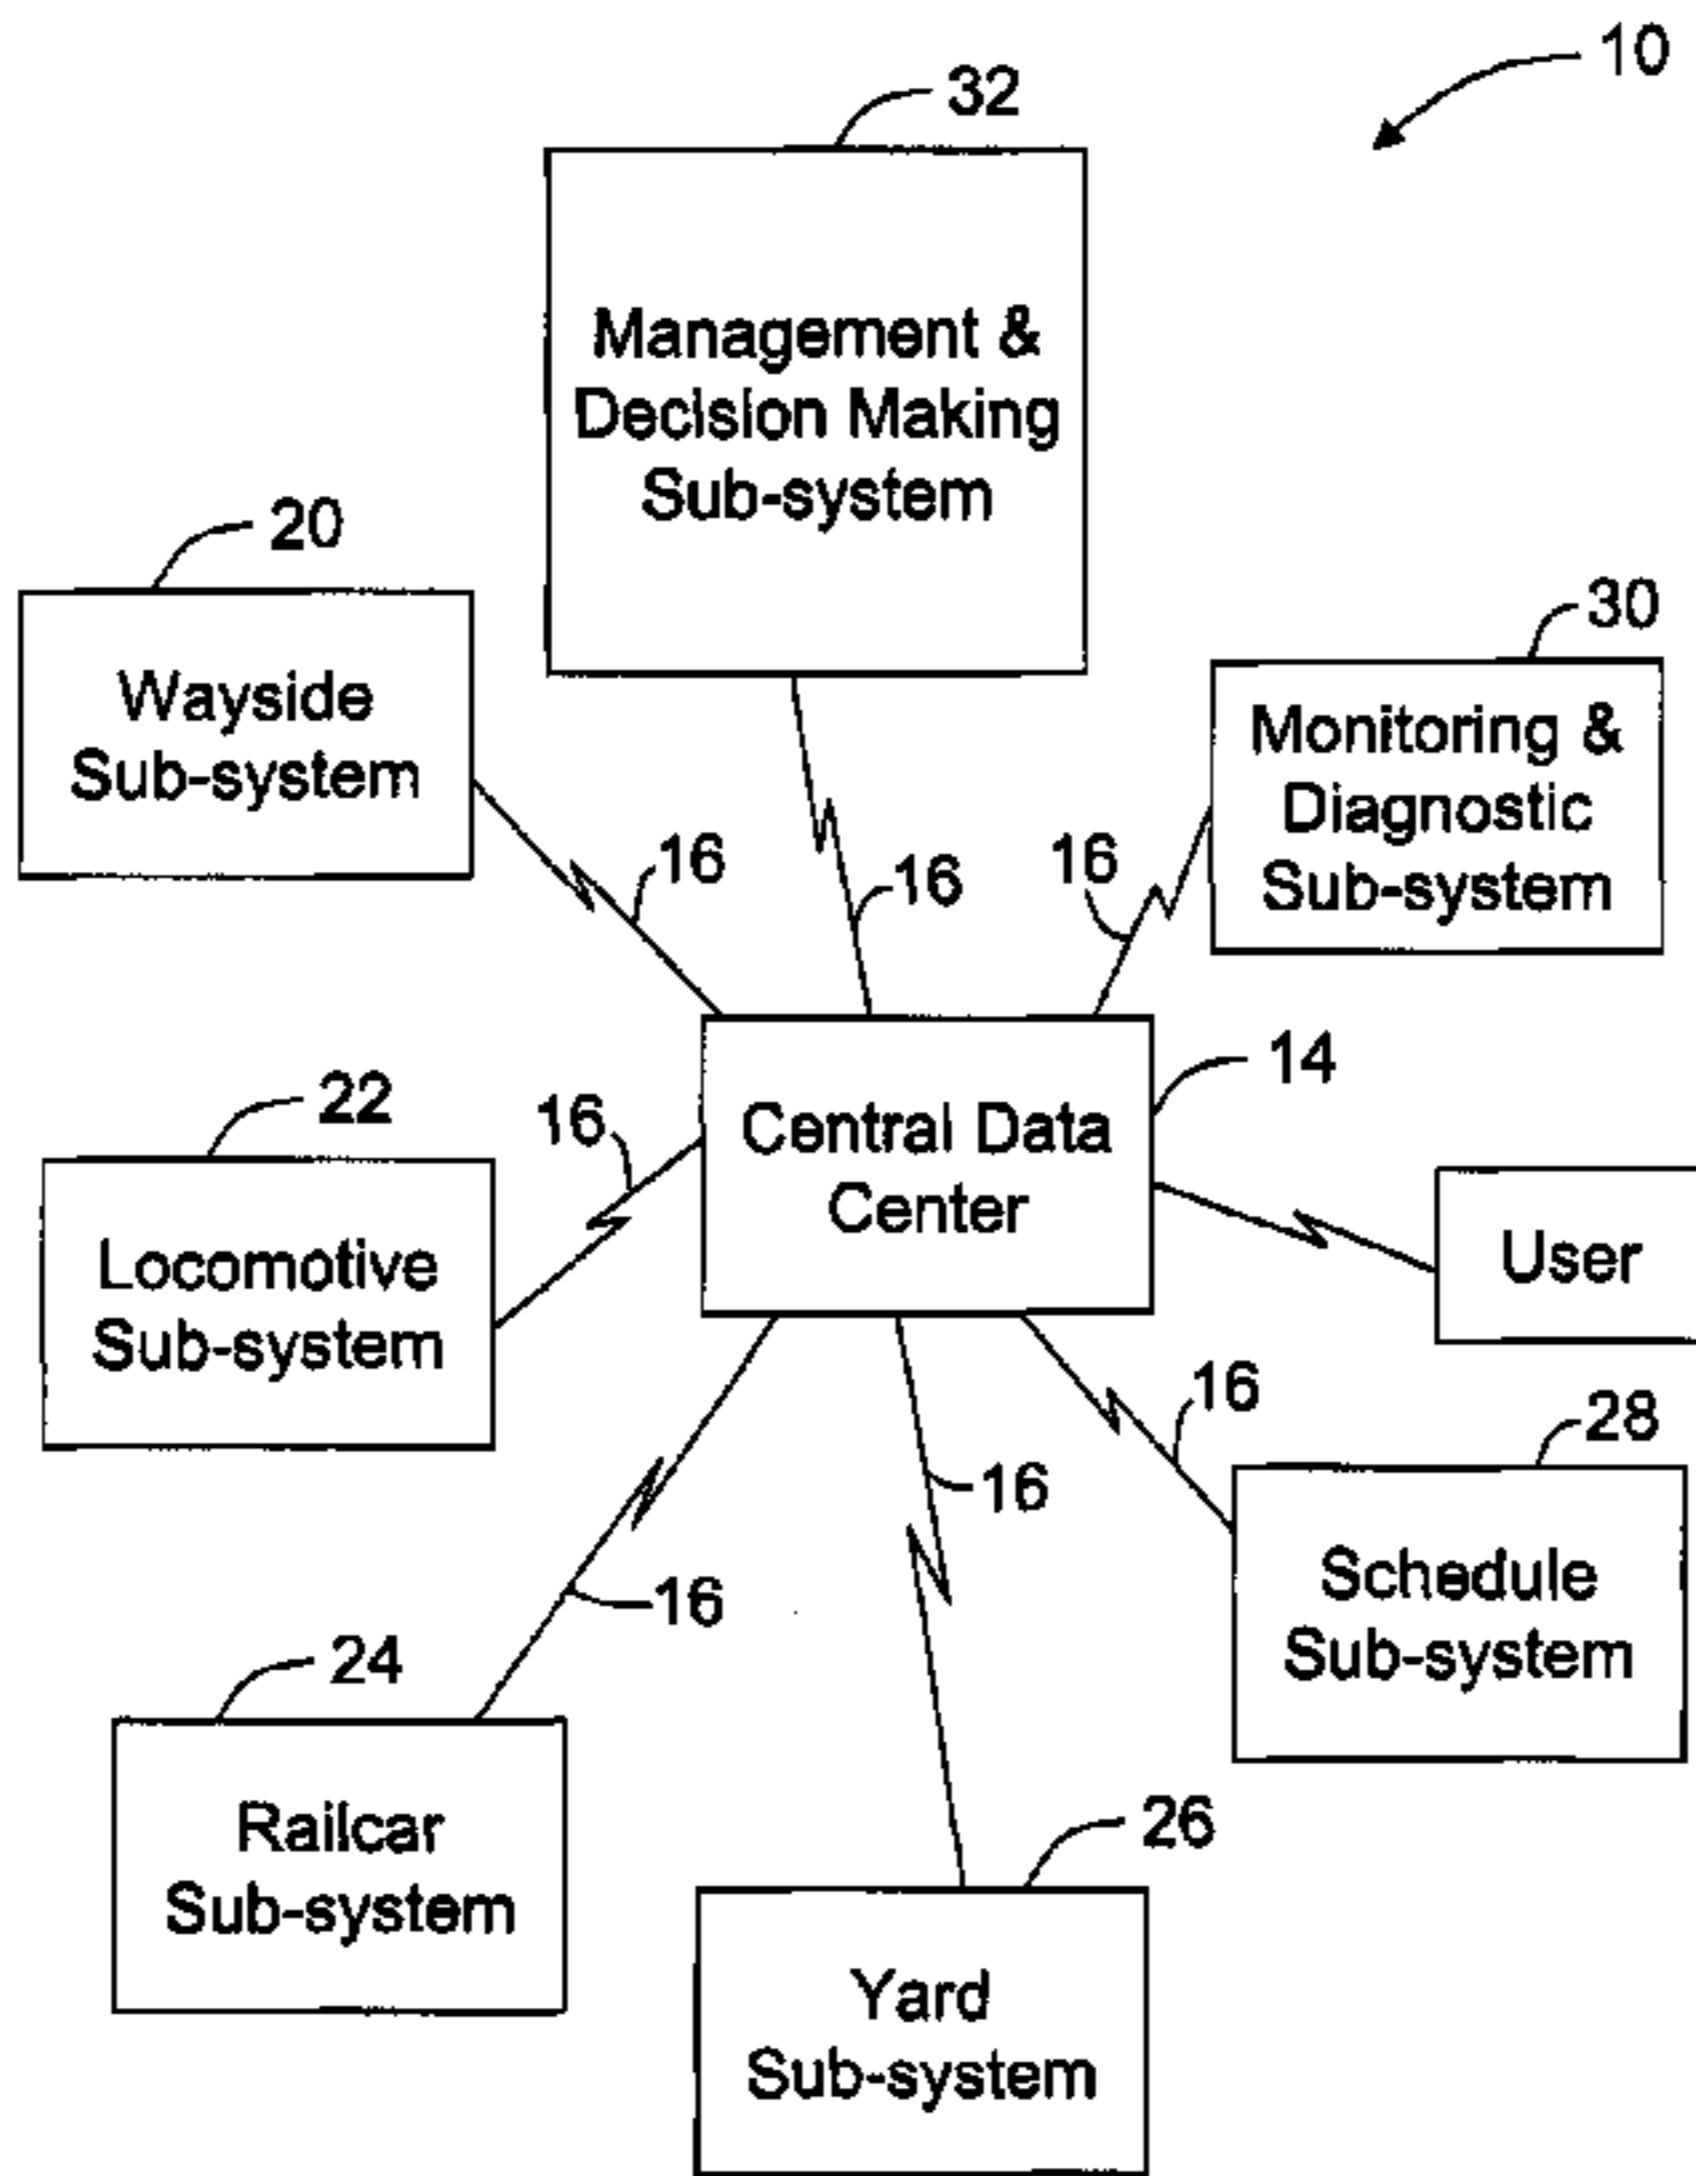 10
32
Management &
Decision Making
Sub-system
20
Wayside
Sub-system
30
Monitoring &
Diagnostic
Sub-system
16
16
16
14
Central Data
Center
22
Locomotive
Sub-system
16
User
16
28
Schedule
Sub-system
16
16
24
Railcar
Sub-system
26
Yard
Sub-system